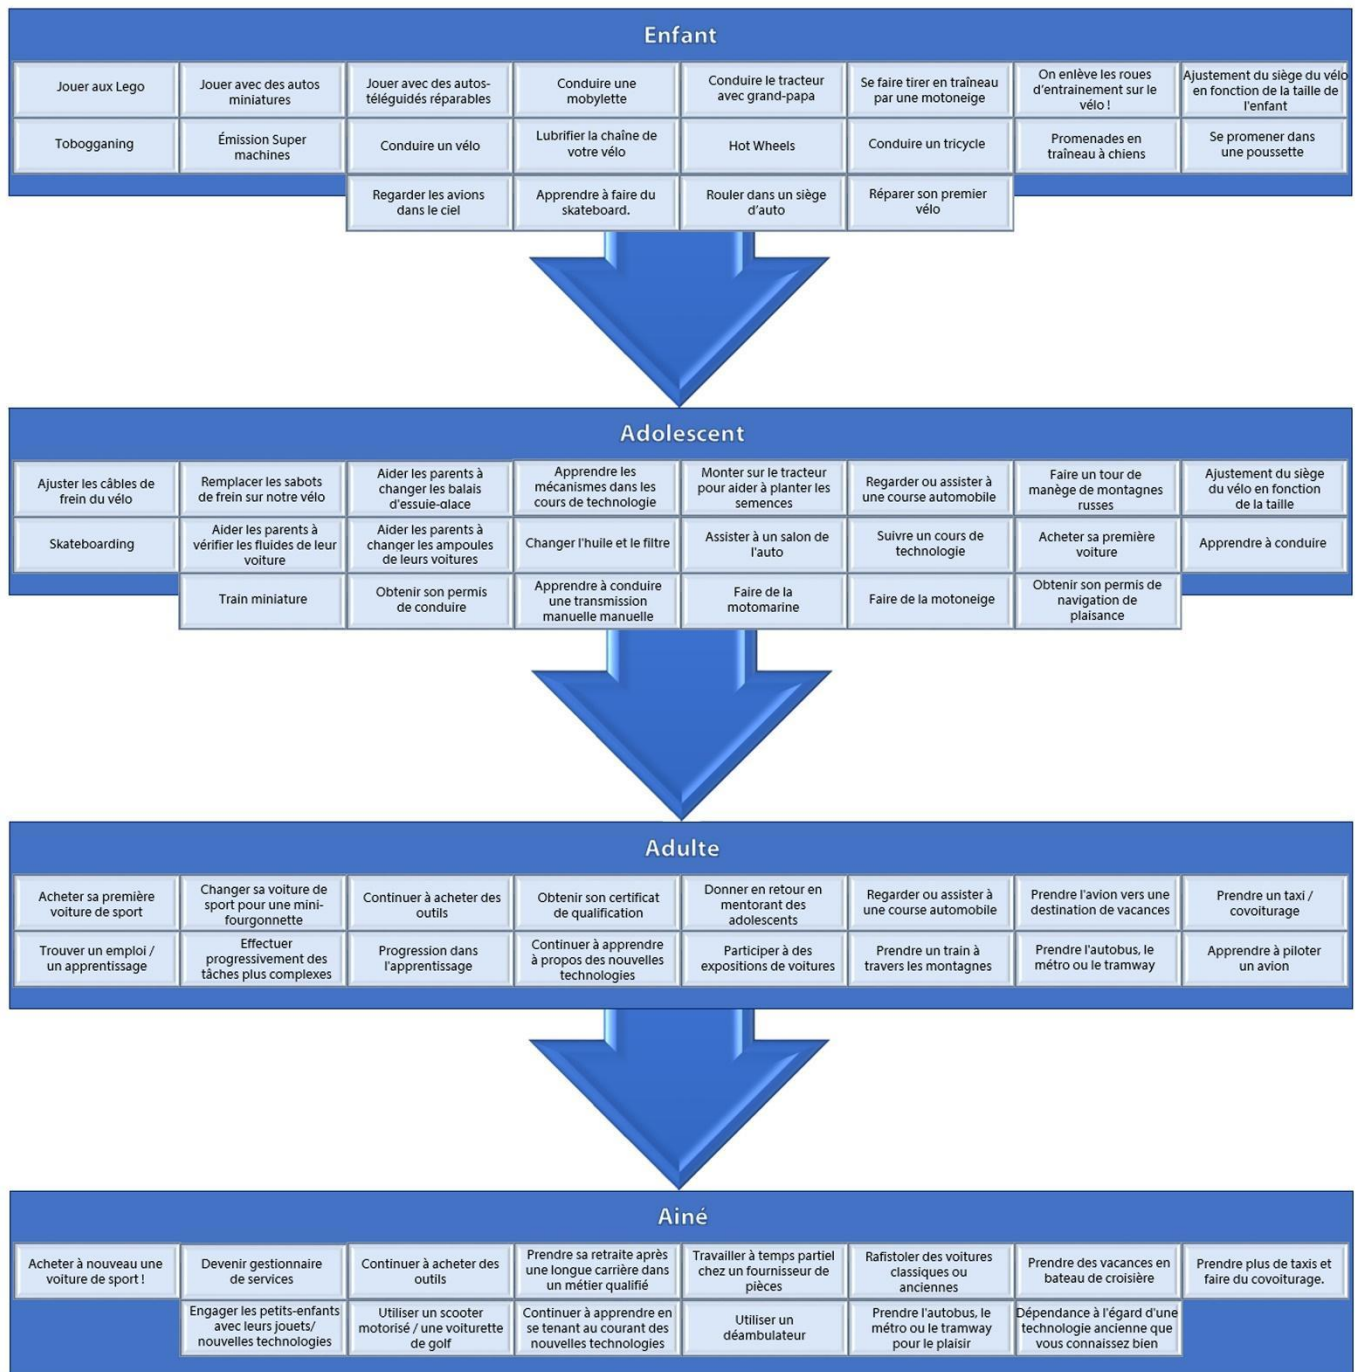 Enfant
Jouer aux Lego
Jouer avec des autos
miniatures
Jouer avec des autos-
téléguidés réparables
Conduire une
mobylette
Conduire le tracteur
avec grand-papa
Se faire tirer en traîneau
par une motoneige
On enlève les roues
d'entrainement sur le
vélo !
Ajustement du siège du vélo
en fonction de la taille de
l'enfant
Tobogganing
Émission Super
machines
Conduire un vélo
Lubrifier la chaîne de
votre vélo
Hot Wheels
Conduire un tricycle
Promenades en
traîneau à chiens
Se promener dans
une poussette
Regarder les avions
dans le ciel
Apprendre à faire du
skateboard.
Rouler dans un siège
d'auto
Réparer son premier
vélo
Adolescent
Ajuster les câbles de
frein du vélo
Remplacer les sabots
de frein sur notre vélo
Aider les parents à
changer les balais
d'essuie-glace
Apprendre les
mécanismes dans les
cours de technologie
Monter sur le tracteur
pour aider à planter les
semences
Regarder ou assister à
une course automobile
Faire un tour de
manège de montagnes
russes
Ajustement du siège
du vélo en fonction
de la taille
Skateboarding
Aider les parents à
vérifier les fluides de leur
voiture
Aider les parents à
changer les ampoules
de leurs voitures
Changer l'huile et le filtre
Assister à un salon de
l'auto
Suivre un cours de
technologie
Acheter sa première
voiture
Apprendre à conduire
Train miniature
Obtenir son permis
de conduire
Apprendre à conduire
une transmission
manuelle manuelle
Faire de la
motomarine
Faire de la motoneige
Obtenir son permis de
navigation de
plaisance
Adulte
Acheter sa première
voiture de sport
Changer sa voiture de
sport pour une mini-
fourgonnette
Continuer à acheter des
outils
Obtenir son certificat
de qualification
Donner en retour en
mentorant des
adolescents
Regarder ou assister à
une course automobile
Prendre l'avion vers une
destination de vacances
Prendre un taxi /
covoiturage
Trouver un emploi /
un apprentissage
Effectuer
progressivement des
tâches plus complexes
Progression dans
l'apprentissage
Continuer à apprendre
à propos des nouvelles
technologies
Participer à des
expositions de voitures
Prendre un train à
travers les montagnes
Prendre l'autobus, le
métro ou le tramway
Apprendre à piloter
un avion
Ainé
Acheter à nouveau une
voiture de sport !
Devenir gestionnaire
de services
Continuer à acheter des
outils
Prendre sa retraite après
une longue carrière dans
un métier qualifié
Travailler à temps partiel
chez un fournisseur de
pièces
Rafistoler des voitures
classiques ou
anciennes
Prendre des vacances en
bateau de croisière
Prendre plus de taxis et
faire du covoiturage.
Engager les petits-enfants
avec leurs jouets/
nouvelles technologies
Utiliser un scooter
motorisé / une voiturette
de golf
Continuer à apprendre en
se tenant au courant des
nouvelles technologies
Utiliser un
déambulateur
Prendre l'autobus, le
métro ou le tramway
pour le plaisir
Dépendance à l'égard d'une
technologie ancienne que
vous connaissez bien